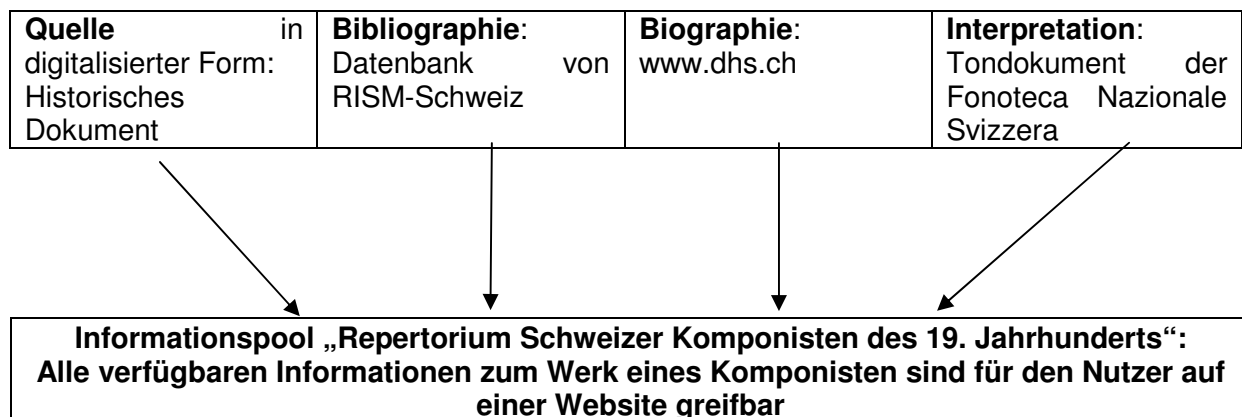 Quelle in
digitalisierter Form:
Historisches
Dokument
Bibliographie:
Datenbank von
RISM-Schweiz
Biographie:
www.dhs.ch
Interpretation:
Tondokument der
Fonoteca Nazionale
Svizzera
Informationspool „Repertorium Schweizer Komponisten des 19. Jahrhunderts“:
Alle verfügbaren Informationen zum Werk eines Komponisten sind für den Nutzer auf
einer Website greifbar